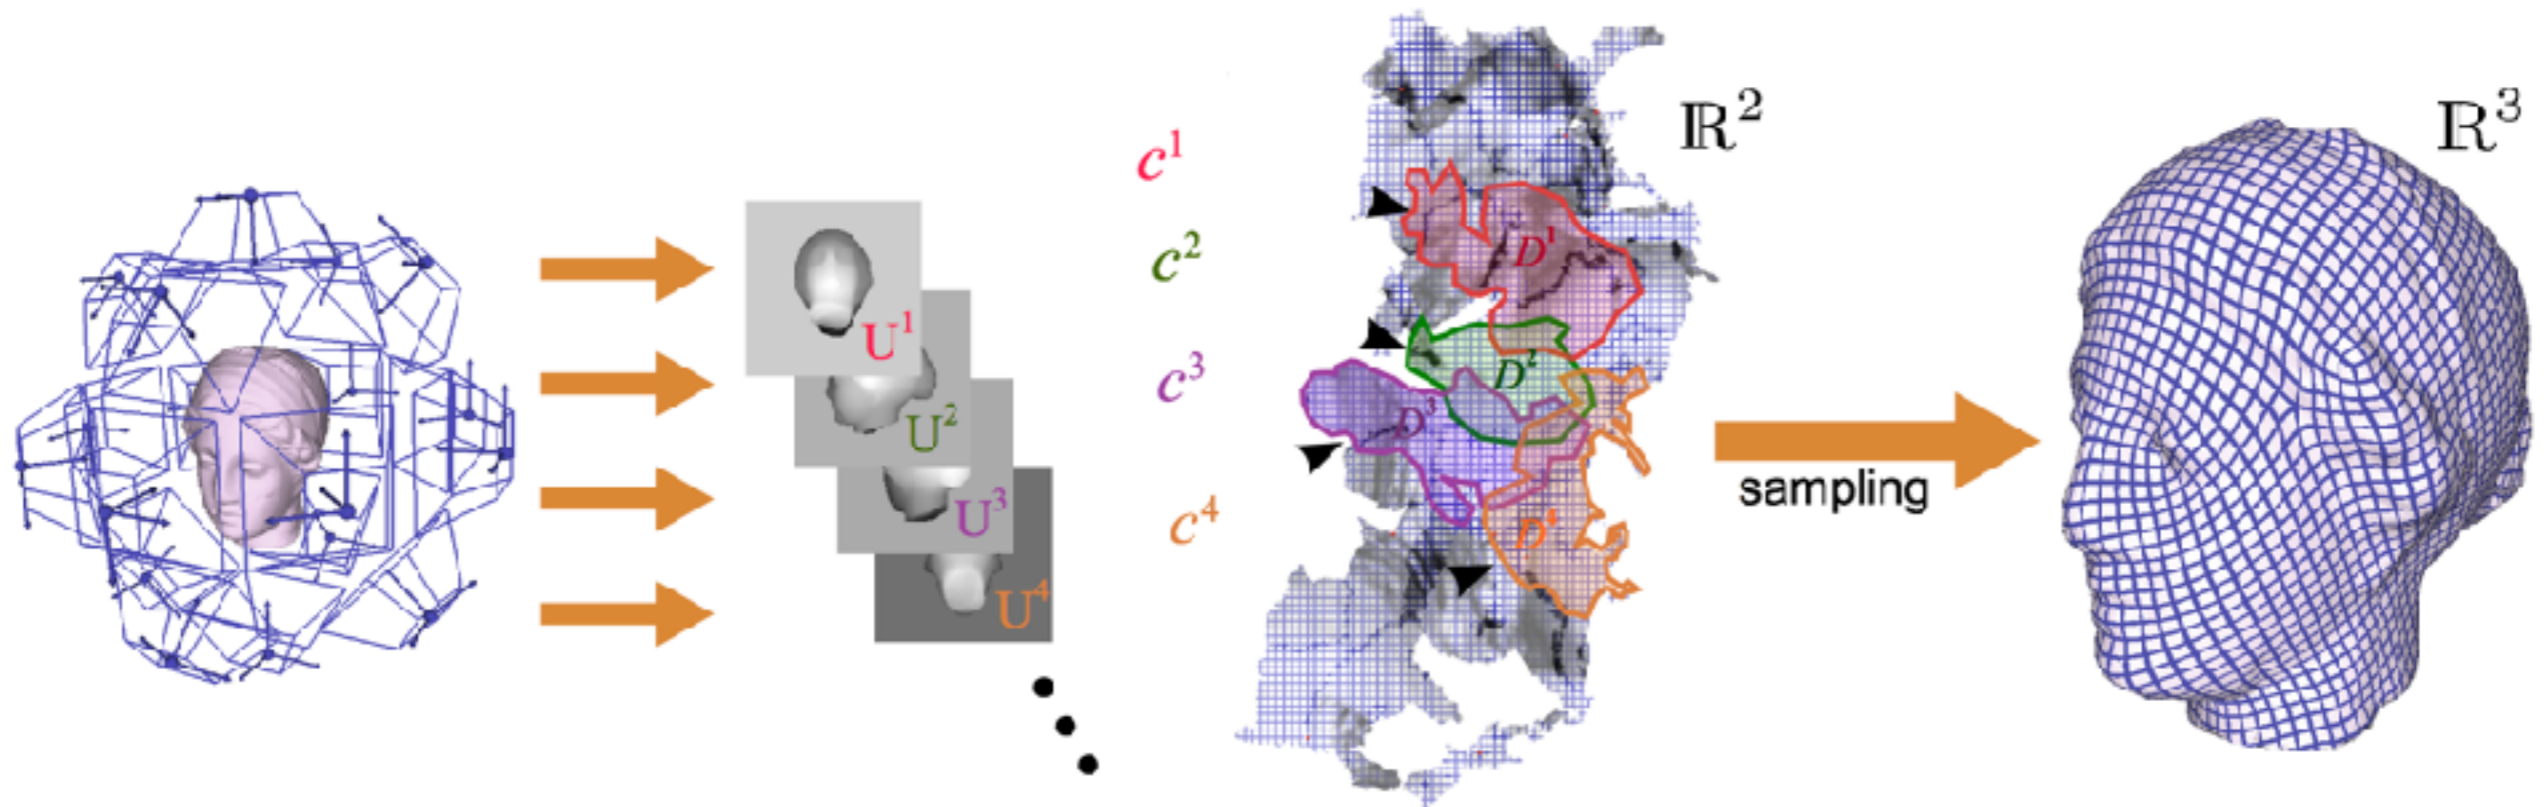 U¹
U²
U³
U⁴
c¹
c²
c³
c⁴
D¹
D²
D³
D⁴
ℝ²
sampling
ℝ³